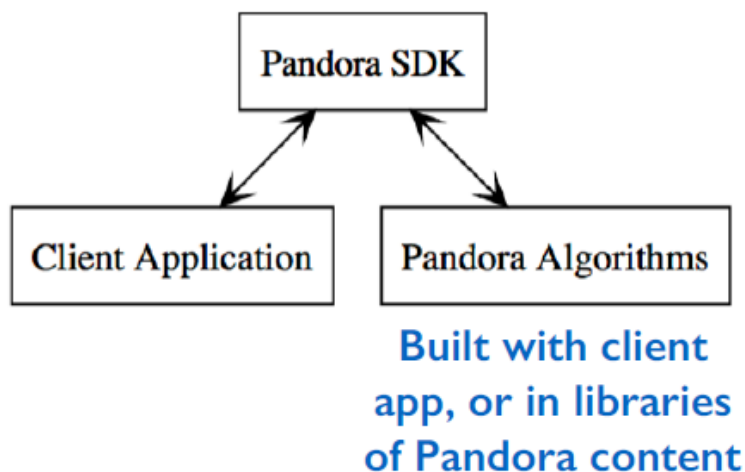 Pandora SDK
Client Application
Pandora Algorithms
Built with client
app, or in libraries
of Pandora content